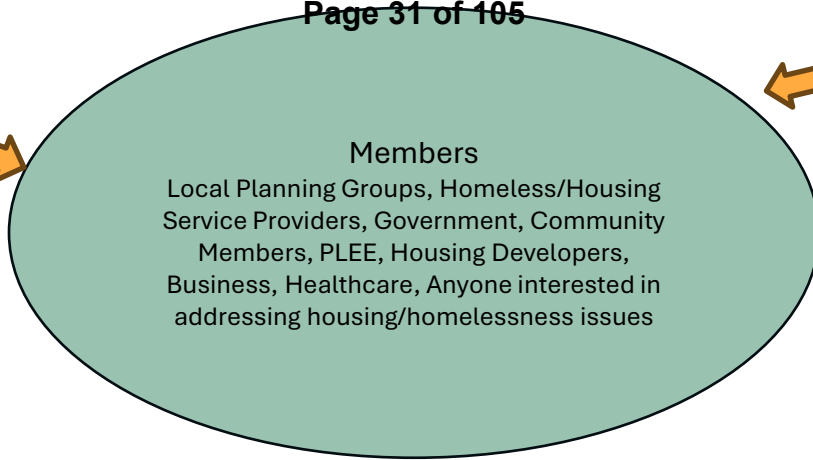 Page 31 of 105
Members
Local Planning Groups, Homeless/Housing
Service Providers, Government, Community
Members, PLEE, Housing Developers,
Business, Healthcare, Anyone interested in
addressing housing/homelessness issues